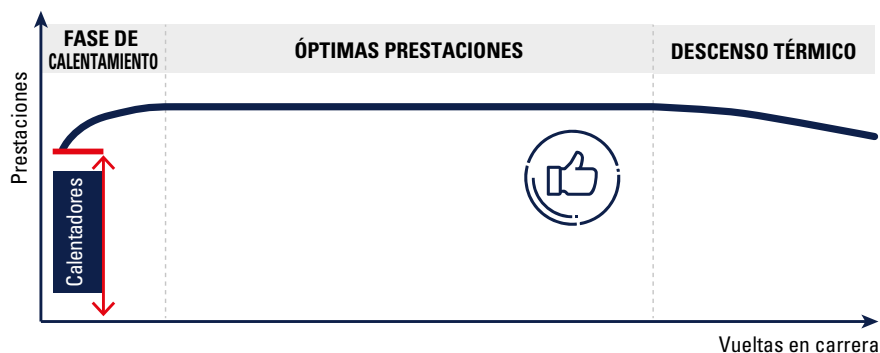 FASE DE
CALENTAMIENTO
ÓPTIMAS PRESTACIONES
DESCENSO TÉRMICO
Prestaciones
Calentadores
Vueltas en carrera